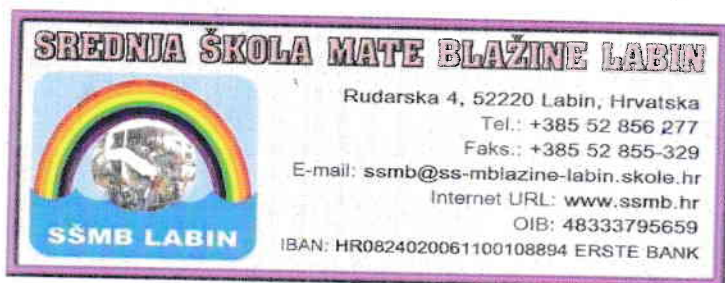 SREDNJA ŠKOLA MATE BLAŽINE LABIN
Rudarska 4, 52220 Labin, Hrvatska
Tel.: +385 52 856 277
Faks.: +385 52 855-329
E-mail: ssmb@ss-mblazine-labin.skole.hr
Internet URL: www.ssmb.hr
OIB: 48333795659
IBAN: HR0824020061100108894 ERSTE BANK
SŠMB LABIN